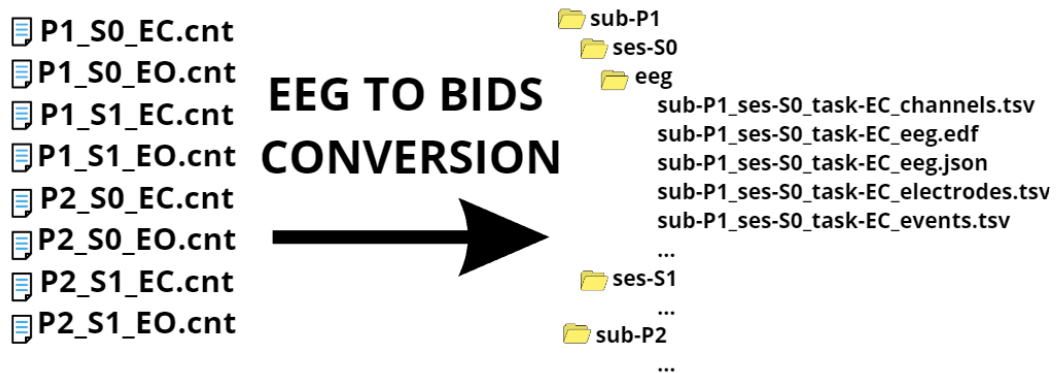 P1_S0_EC.cnt
P1_S0_EO.cnt
P1_S1_EC.cnt
P1_S1_EO.cnt
P2_S0_EC.cnt
P2_S0_EO.cnt
P2_S1_EC.cnt
P2_S1_EO.cnt
EEG TO BIDS
CONVERSION
sub-P1
ses-S0
eeg
sub-P1_ses-S0_task-EC_channels.tsv
sub-P1_ses-S0_task-EC_eeg.edf
sub-P1_ses-S0_task-EC_eeg.json
sub-P1_ses-S0_task-EC_electrodes.tsv
sub-P1_ses-S0_task-EC_events.tsv
...
ses-S1
...
sub-P2
...